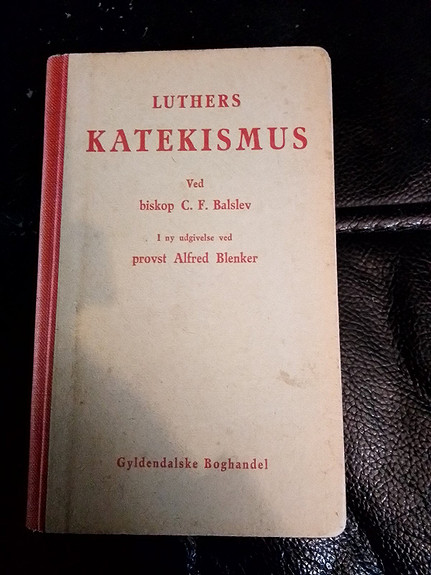 LUTHERS
KATEKISMUS
Ved
biskop C. F. Balslev
I ny udgivelse ved
provst Alfred Blenker
Gyldendalske Boghandel